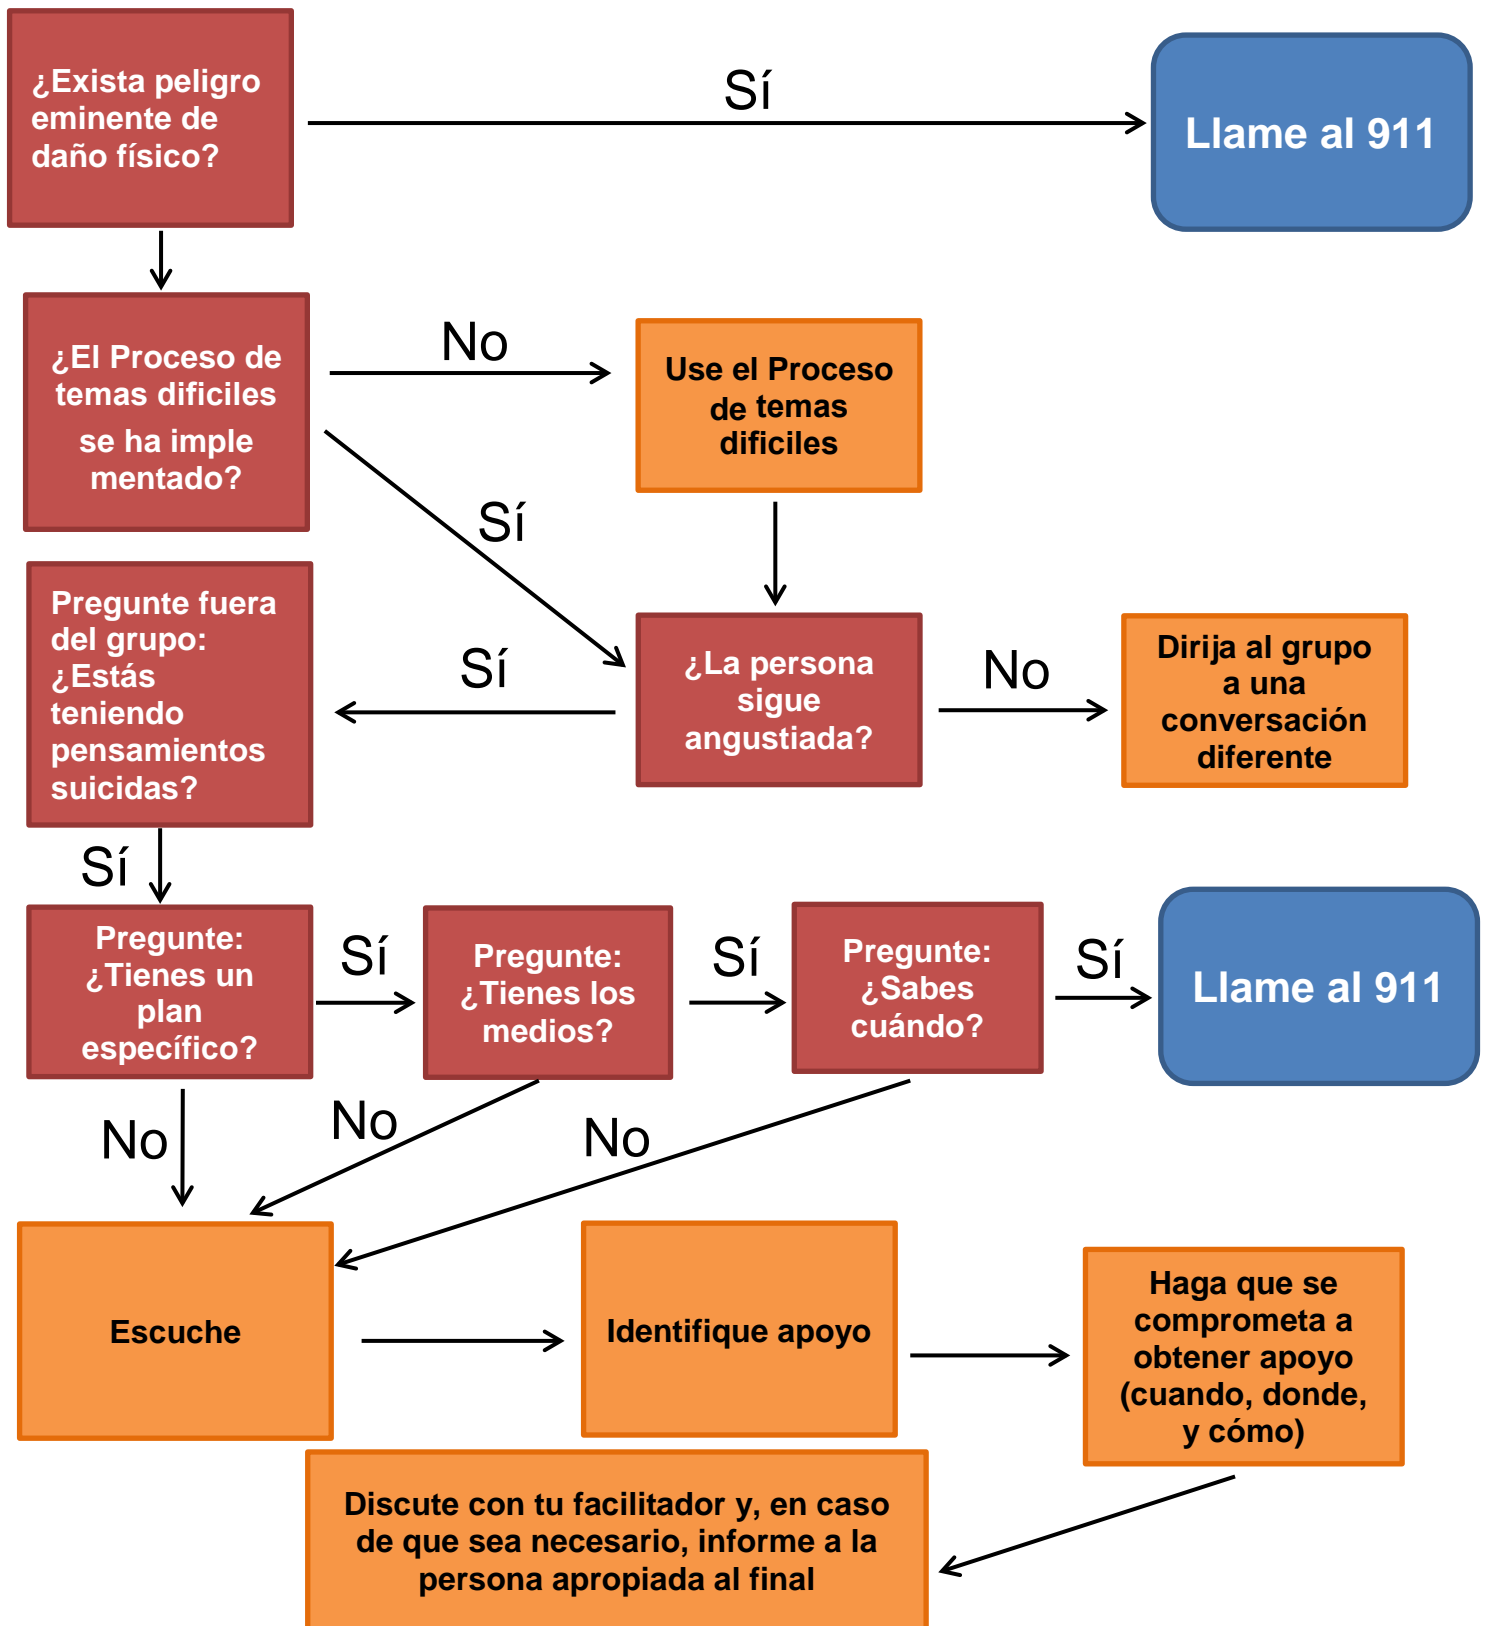 ¿Exista peligro
eminente de
daño físico?
Sí
Llame al 911
¿El Proceso de
temas dificiles
se ha imple
mentado?
No
Use el Proceso
de temas
dificiles
Sí
Pregunte fuera
del grupo:
¿Estás
teniendo
pensamientos
suicidas?
Sí
¿La persona
sigue
angustiada?
No
Dirija al grupo
a una
conversación
diferente
Sí
Pregunte:
¿Tienes un
plan
específico?
Sí
Pregunte:
¿Tienes los
medios?
Sí
Pregunte:
¿Sabes
cuándo?
Sí
Llame al 911
No
No
No
Escuche
Identifique apoyo
Haga que se
comprometa a
obtener apoyo
(cuando, donde,
y cómo)
Discute con tu facilitador y, en caso
de que sea necesario, informe a la
persona apropiada al final